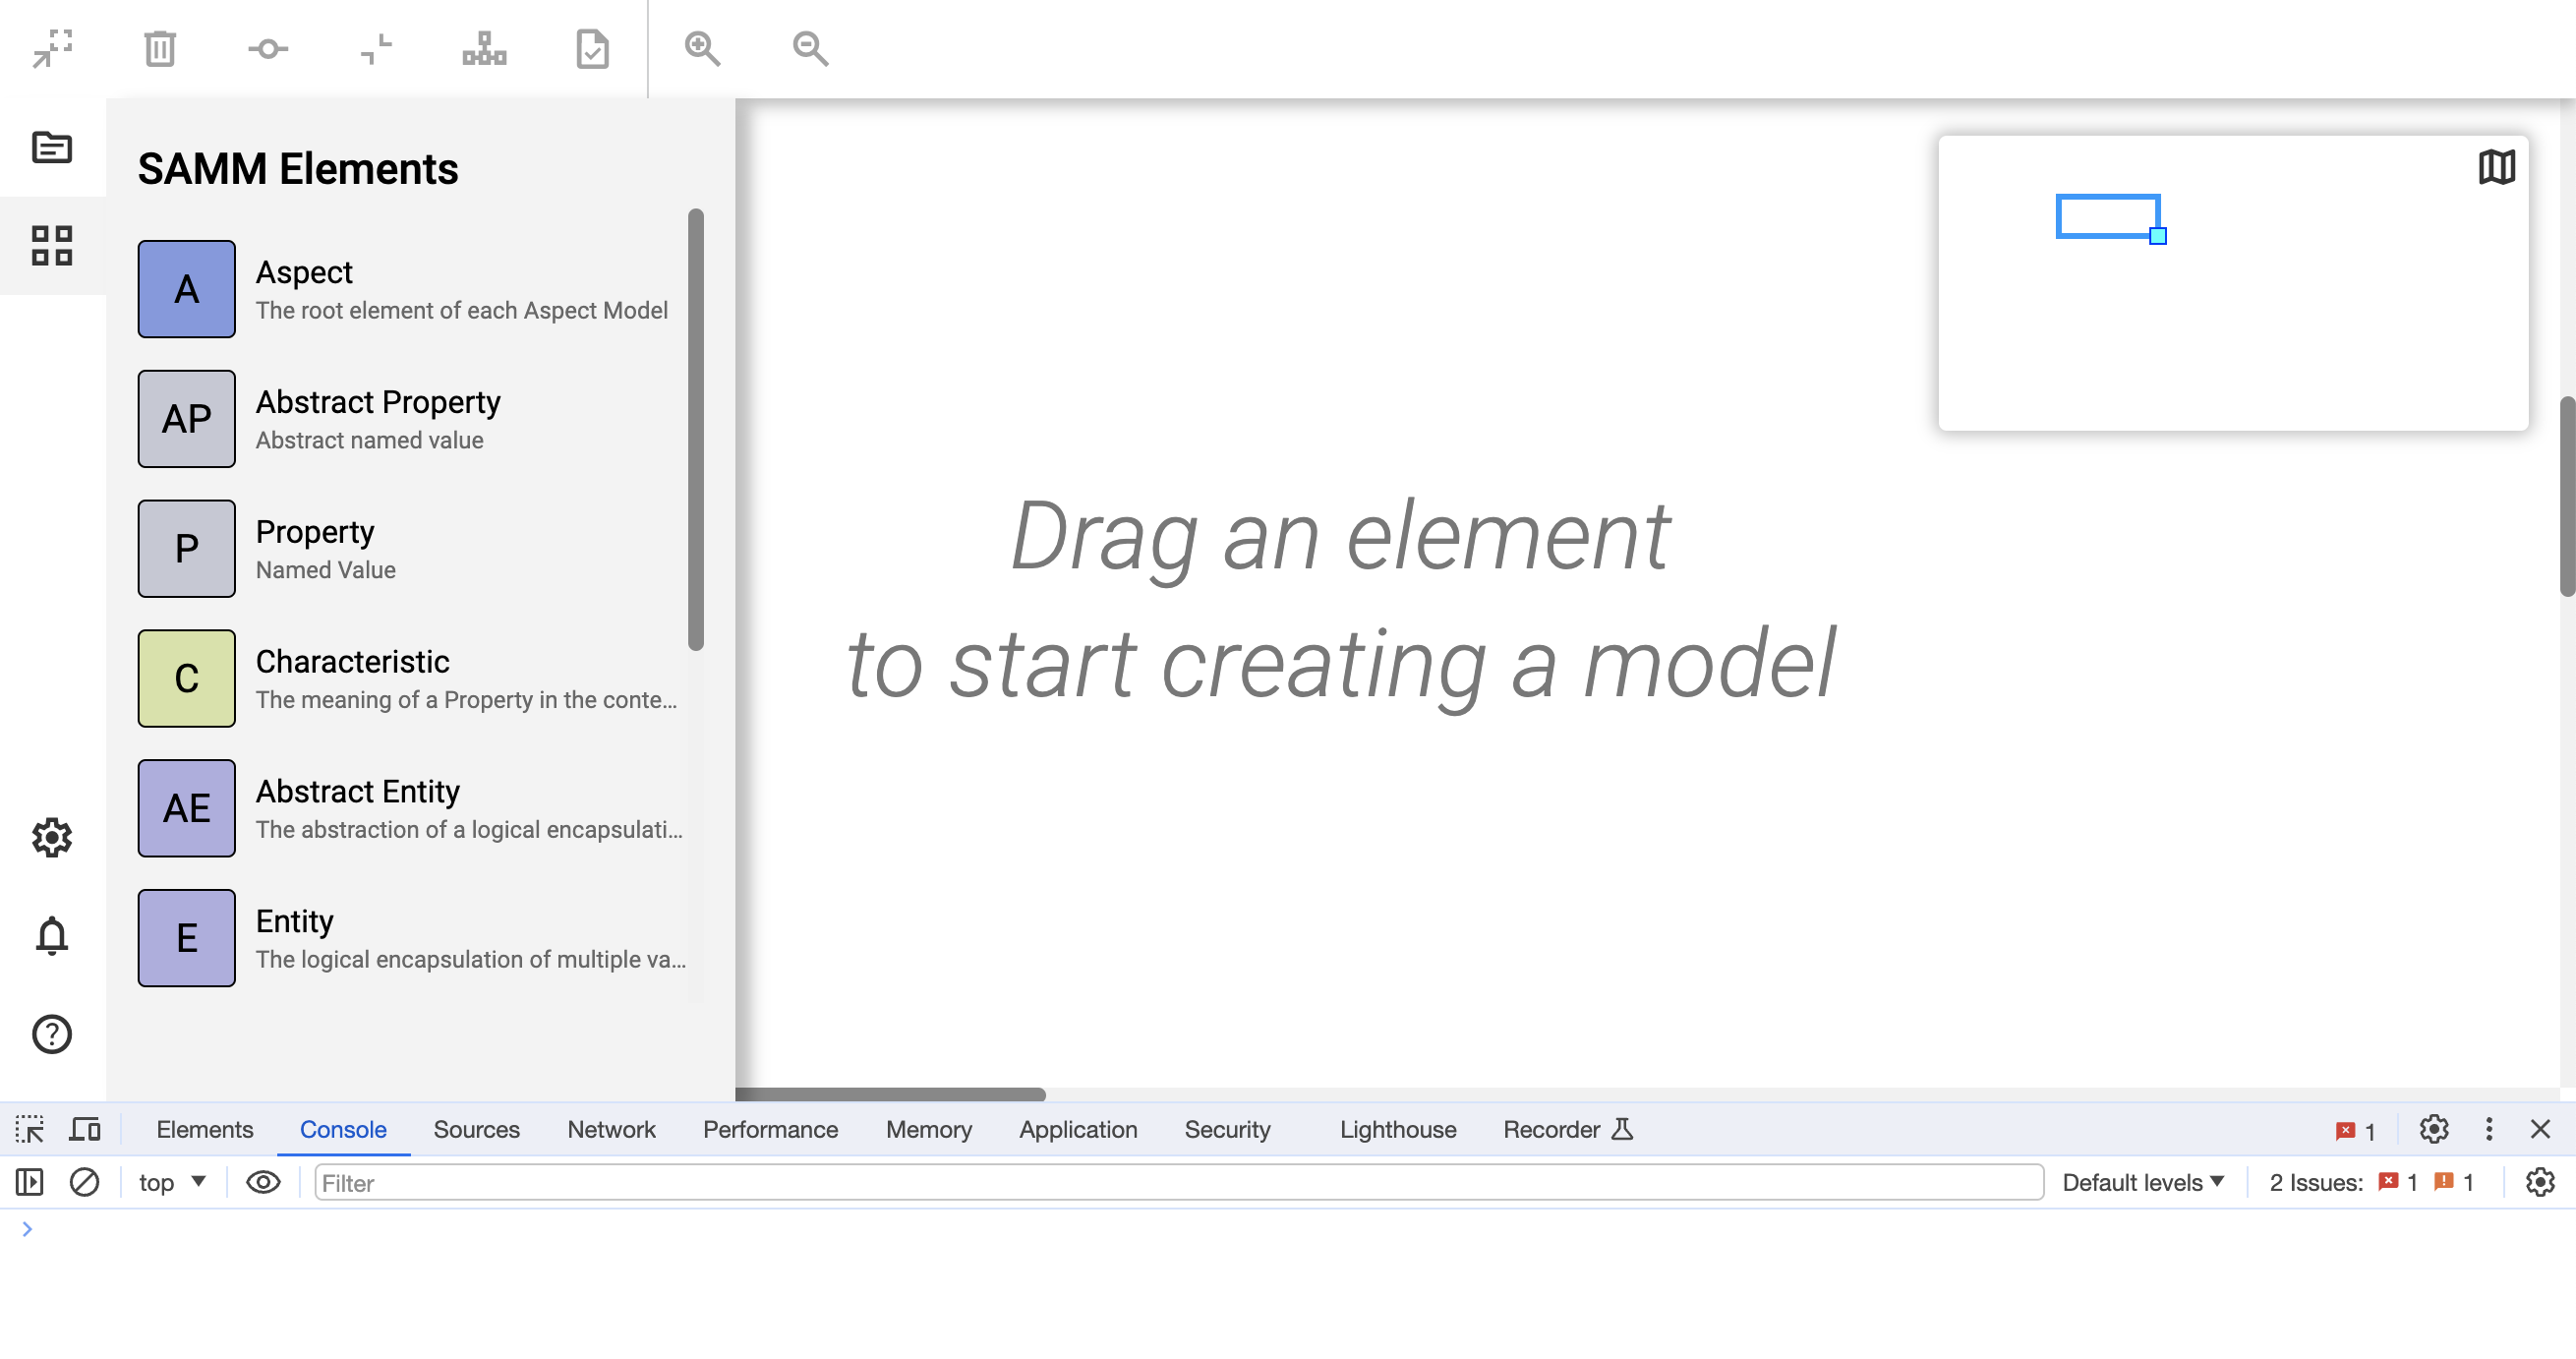 SAMM Elements
A
Aspect
The root element of each Aspect Model
AP
Abstract Property
Abstract named value
P
Property
Named Value
C
Characteristic
The meaning of a Property in the conte...
AE
Abstract Entity
The abstraction of a logical encapsulati...
E
Entity
The logical encapsulation of multiple va...
Drag an element
to start creating a model
Elements Console Sources Network Performance Memory Application Security Lighthouse Recorder 1
top Filter Default levels 2 Issues: 1 1